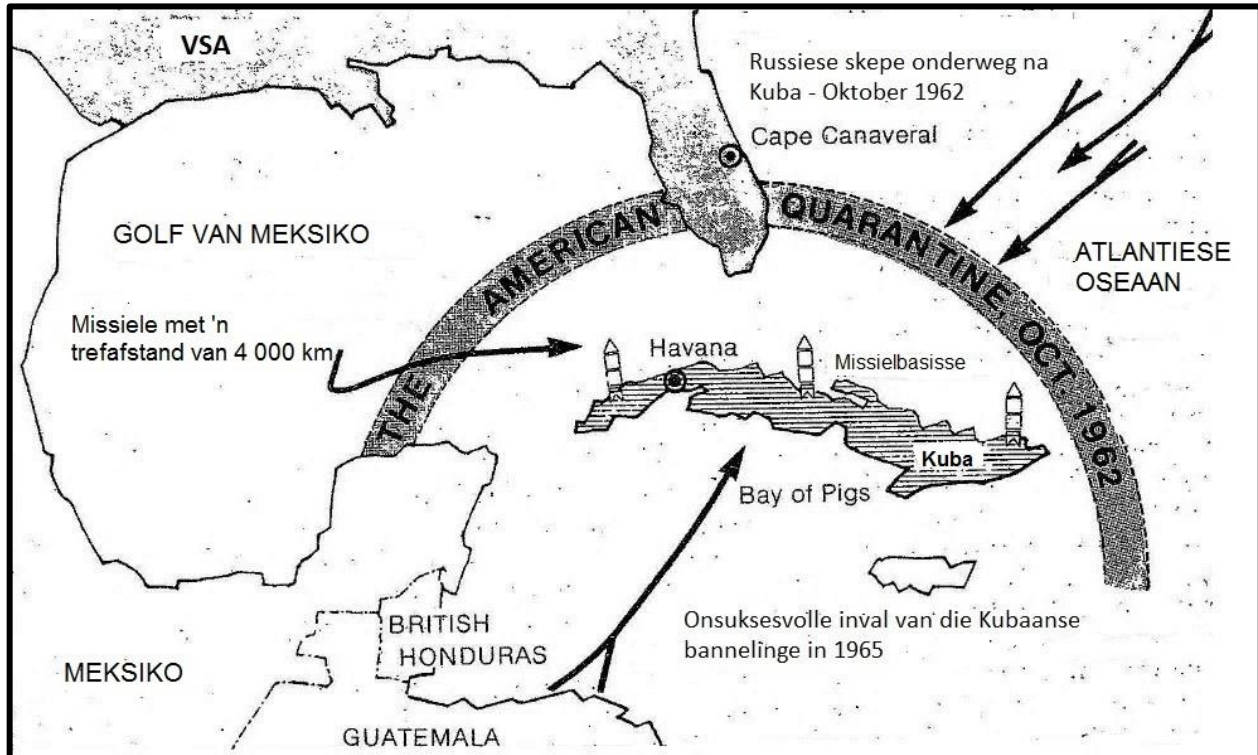 VSA
Russiese skepe onderweg na
Kuba - Oktober 1962
Cape Canaveral
GOLF VAN MEKSIKO
THE AMERICAN QUARANTINE, OCT. 1962
ATLANTIESE
OSEAAN
Missiele met 'n
trefafstand van 4 000 km
Havana
Missielbasisse
Kuba
Bay of Pigs
BRITISH
HONDURAS
Onsuksesvolle inval van die Kubaanse
bannelinge in 1965
MEKSIKO
GUATEMALA